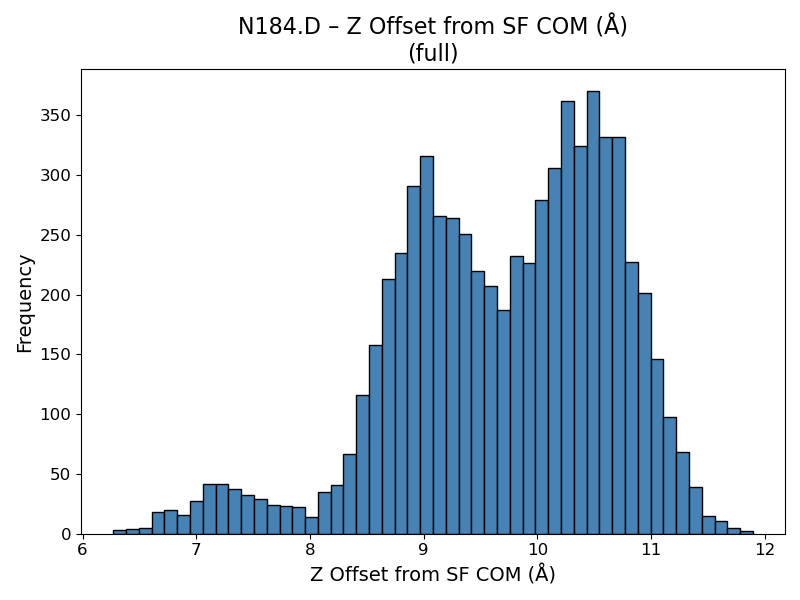 N184.D – Z Offset from SF COM (Å)
(full)
Frequency
350
300
250
200
150
100
50
0
6 7 8 9 10 11 12
Z Offset from SF COM (Å)